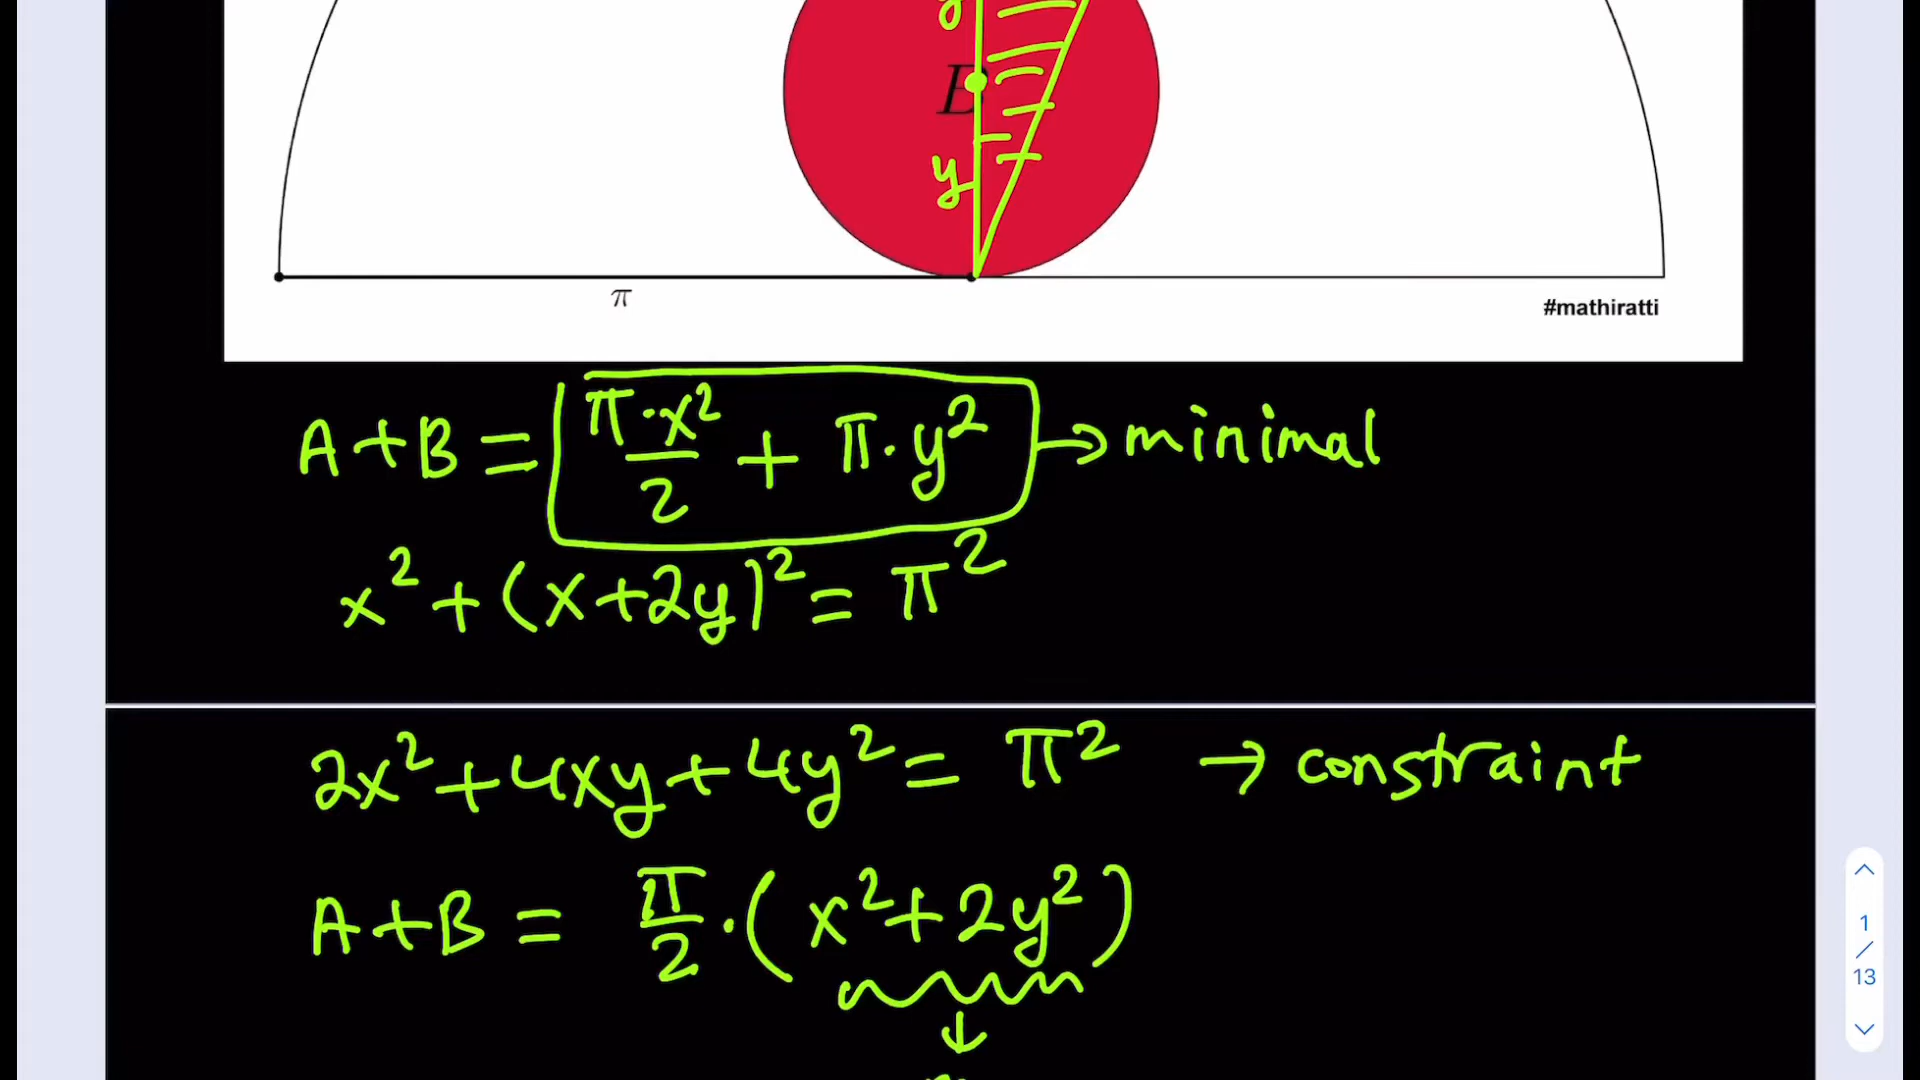 y
B
y
π
#mathiratti
A+B = π·x²/2 + π·y² → minimal
x² + (x+2y)² = π²
2x² + 4xy + 4y² = π² → constraint
A+B = π/2 · (x² + 2y²)
↓
1
/
13